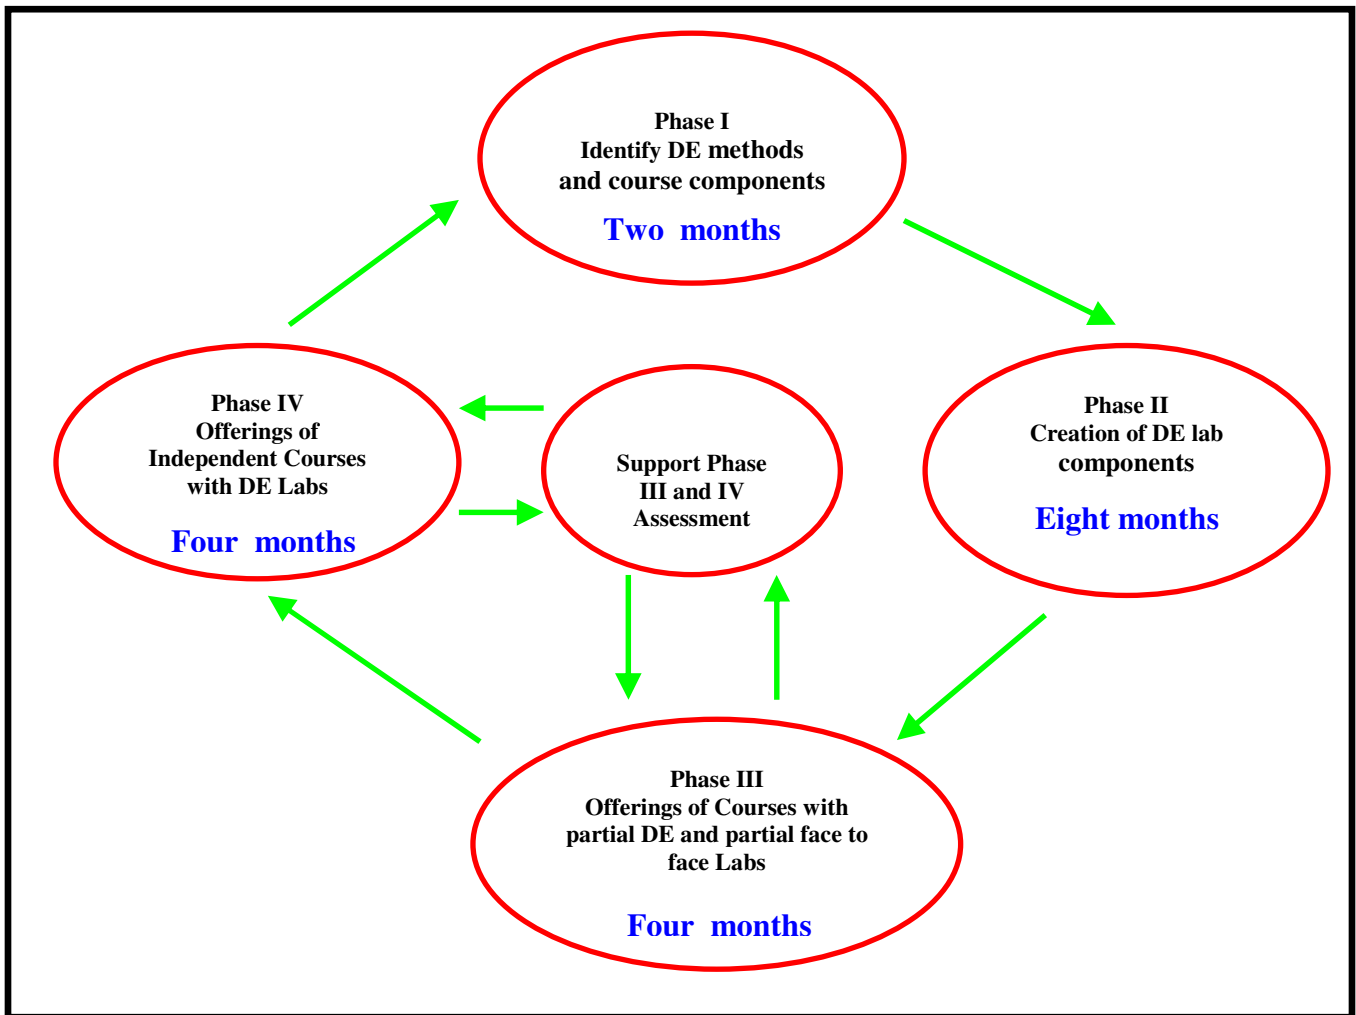 Phase I
Identify DE methods
and course components
Two months
Phase IV
Offerings of
Independent Courses
with DE Labs
Four months
Support Phase
III and IV
Assessment
Phase II
Creation of DE lab
components
Eight months
Phase III
Offerings of Courses with
partial DE and partial face to
face Labs
Four months